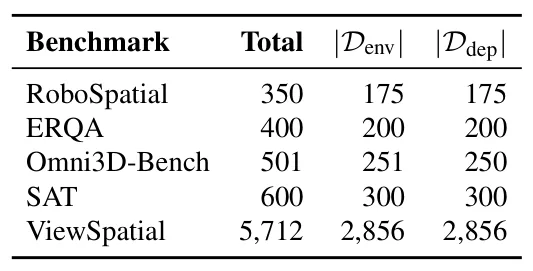 Benchmark Total |𝒟env| |𝒟dep|
RoboSpatial 350 175 175
ERQA 400 200 200
Omni3D-Bench 501 251 250
SAT 600 300 300
ViewSpatial 5,712 2,856 2,856